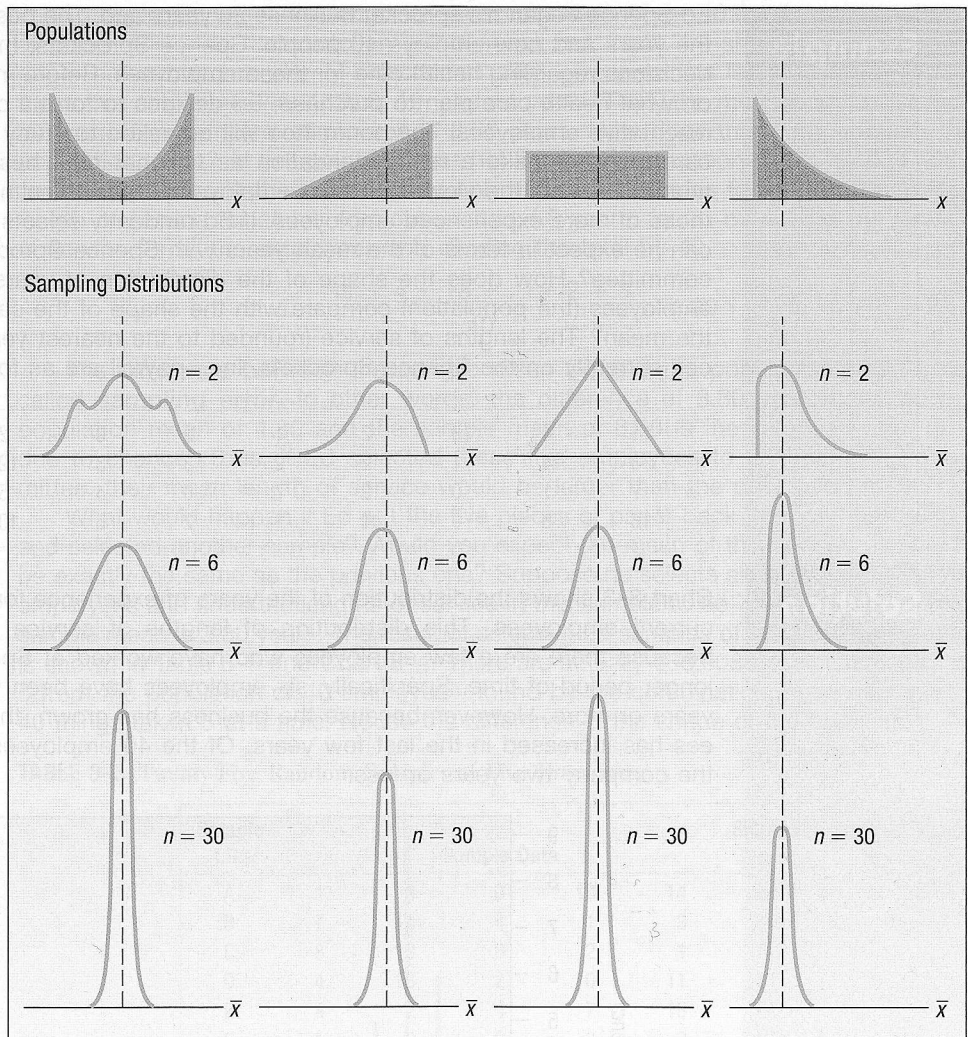 Populations
x x x x
Sampling Distributions
n = 2 n = 2 n = 2 n = 2
x̅ x̅ x̅ x̅
n = 6 n = 6 n = 6 n = 6
x̅ x̅ x̅ x̅
n = 30 n = 30 n = 30 n = 30
x̅ x̅ x̅ x̅